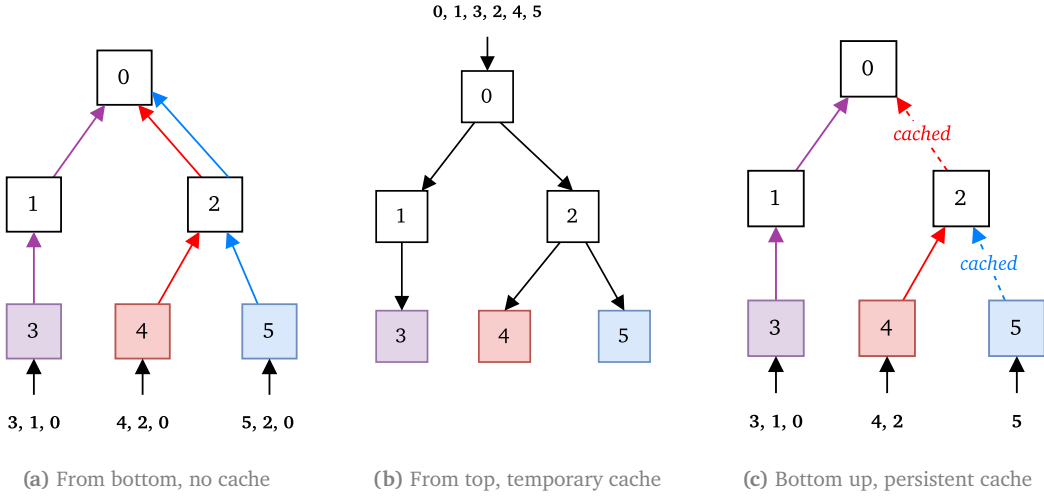 0
1
2
3
4
5
3, 1, 0
4, 2, 0
5, 2, 0
(a) From bottom, no cache
0, 1, 3, 2, 4, 5
0
1
2
3
4
5
(b) From top, temporary cache
0
cached
1
2
cached
3
4
5
3, 1, 0
4, 2
5
(c) Bottom up, persistent cache